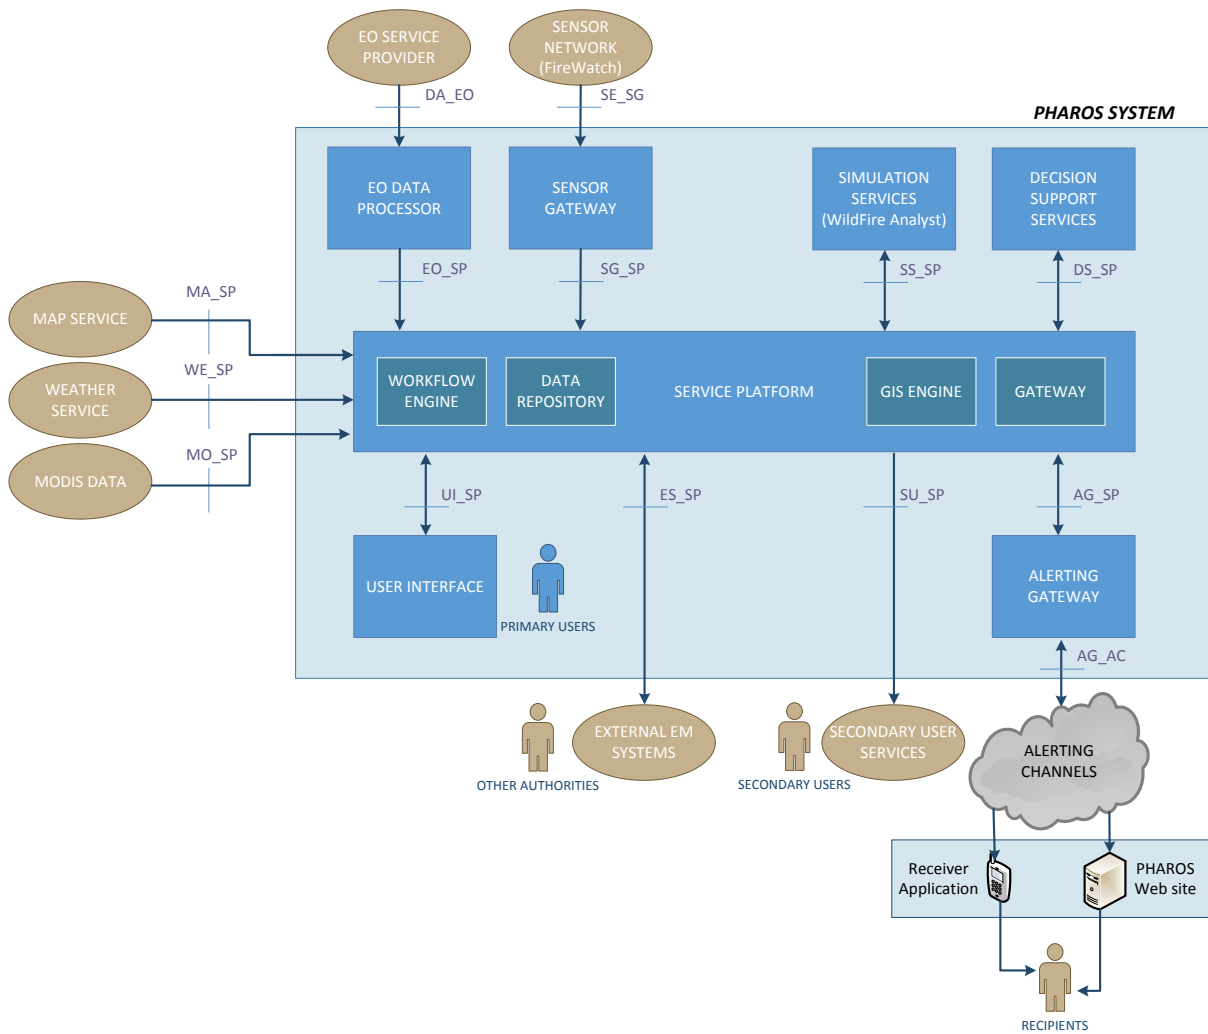 EO SERVICE
PROVIDER
SENSOR
NETWORK
(FireWatch)
DA_EO
SE_SG
PHAROS SYSTEM
EO DATA
PROCESSOR
SENSOR
GATEWAY
SIMULATION
SERVICES
(WildFire Analyst)
DECISION
SUPPORT
SERVICES
EO_SP
SG_SP
SS_SP
DS_SP
MA_SP
MAP SERVICE
WE_SP
WEATHER
SERVICE
MO_SP
MODIS DATA
WORKFLOW
ENGINE
DATA
REPOSITORY
SERVICE PLATFORM
GIS ENGINE
GATEWAY
UI_SP
ES_SP
SU_SP
AG_SP
USER INTERFACE
PRIMARY USERS
ALERTING
GATEWAY
AG_AC
OTHER AUTHORITIES
EXTERNAL EM
SYSTEMS
SECONDARY USERS
SECONDARY USER
SERVICES
ALERTING
CHANNELS
Receiver
Application
PHAROS
Web site
RECIPIENTS